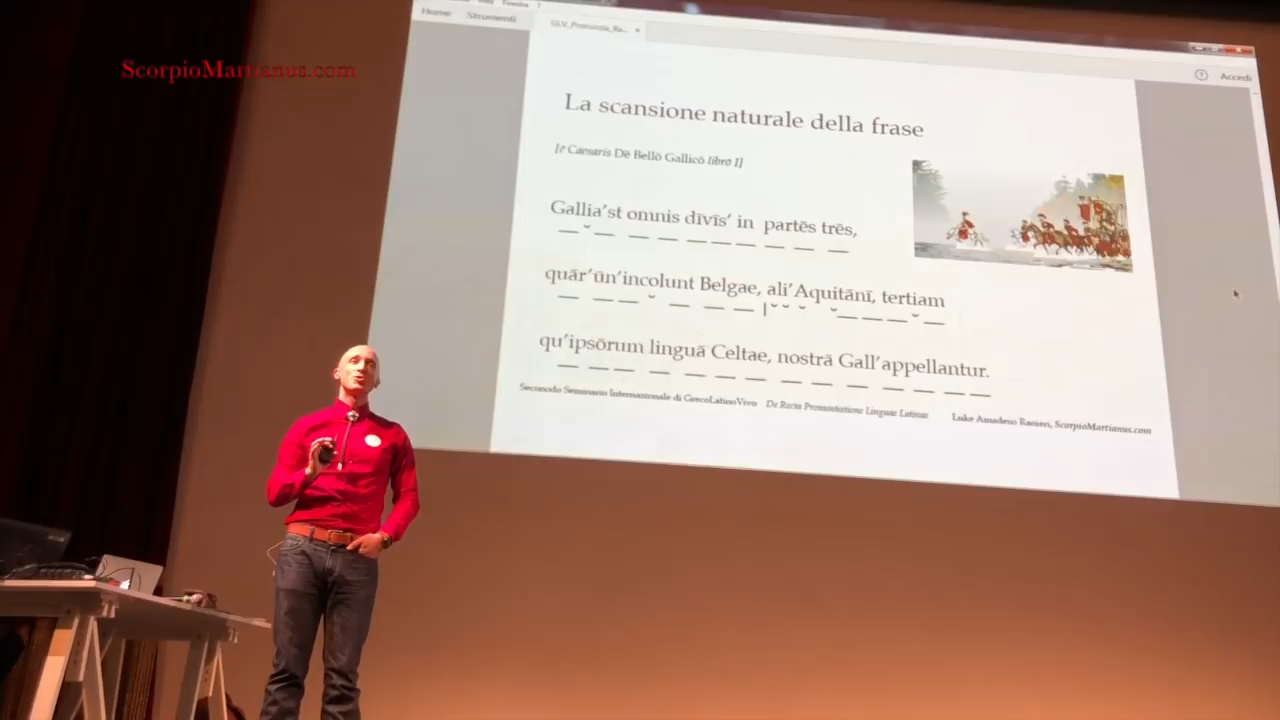 ScorpioMartianus.com
Home Strumenti
Accedi
La scansione naturale della frase
[e Caesaris Dē Bellō Gallicō libro I]
Gallia’st omnis dīvīs’ in partēs trēs,
quār’ūn’incolunt Belgae, ali’Aquitānī, tertiam
qu’ipsōrum linguā Celtae, nostrā Gall’appellantur.
Seconodo Seminario Internazionale di GrecoLatinoVivo De Recta Pronuntiatione Linguae Latinae Luke Amadeus Ranieri, ScorpioMartianus.com